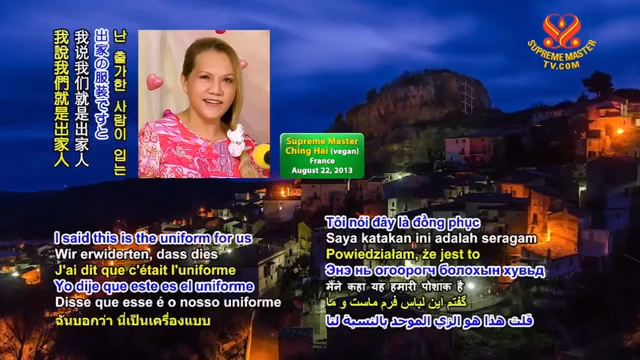 SUPREME MASTER
TV.COM
난 출가한 사람이 입는
出家の服装ですと
我说我们就是出家人
我說我們就是出家人
Supreme Master
Ching Hai (vegan)
France
August 22, 2013
I said this is the uniform for us
Wir erwiderten, dass dies
J'ai dit que c'était l'uniforme
Yo dije que este es el uniforme
Disse que esse é o nosso uniforme
ฉันบอกว่า นี่เป็นเครื่องแบบ
Tôi nói đây là đồng phục
Saya katakan ini adalah seragam
Powiedziałam, że jest to
Энэ нь огоорогч болохын хувьд
मैंने कहा यह हमारी पोशाक है
گفتم این لباس فرم ماست و ما
قلت هذا هو الزي الموحد بالنسبة لنا